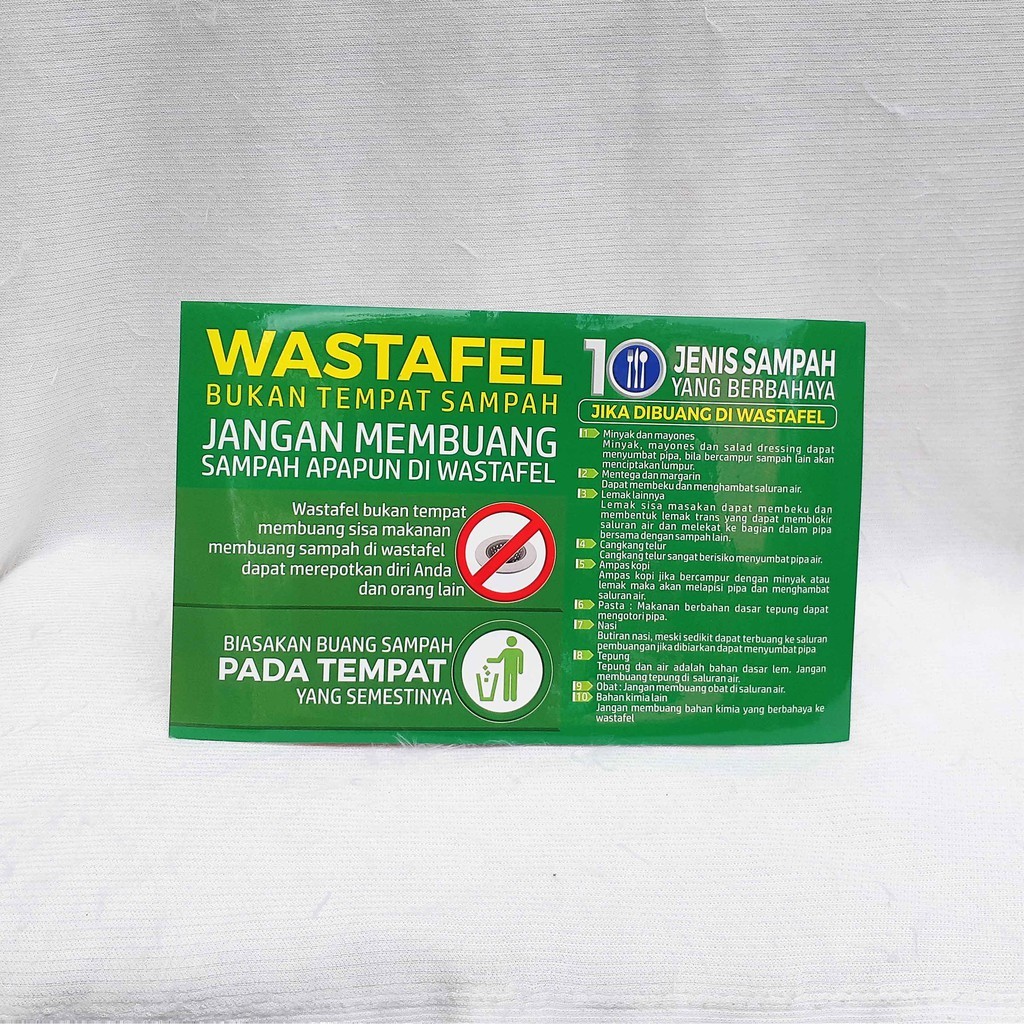 WASTAFEL
BUKAN TEMPAT SAMPAH
JANGAN MEMBUANG
SAMPAH APAPUN DI WASTAFEL
Wastafel bukan tempat
membuang sisa makanan
membuang sampah di wastafel
dapat merepotkan diri Anda
dan orang lain
BIASAKAN BUANG SAMPAH
PADA TEMPAT
YANG SEMESTINYA
10 JENIS SAMPAH
YANG BERBAHAYA
JIKA DIBUANG DI WASTAFEL
1 Minyak dan mayones
Minyak, mayones dan salad dressing dapat
menyumbat pipa, bila bercampur sampah lain akan
menciptakan lumpur.
2 Mentega dan margarin
Dapat membeku dan menghambat saluran air.
3 Lemak lainnya
Lemak sisa masakan dapat membeku dan
membentuk lemak trans yang dapat memblokir
saluran air dan melekat ke bagian dalam pipa
bersama dengan sampah lain.
4 Cangkang telur
Cangkang telur sangat berisiko menyumbat pipa air.
5 Ampas kopi
Ampas kopi jika bercampur dengan minyak atau
lemak maka akan melapisi pipa dan menghambat
saluran air.
6 Pasta : Makanan berbahan dasar tepung dapat
mengotori pipa.
7 Nasi
Butiran nasi, meski sedikit dapat terbuang ke saluran
pembuangan jika dibiarkan dapat menyumbat pipa
8 Tepung
Tepung dan air adalah bahan dasar lem. Jangan
membuang tepung di saluran air.
9 Obat : Jangan membuang obat di saluran air.
10 Bahan kimia lain
Jangan membuang bahan kimia yang berbahaya ke
wastafel